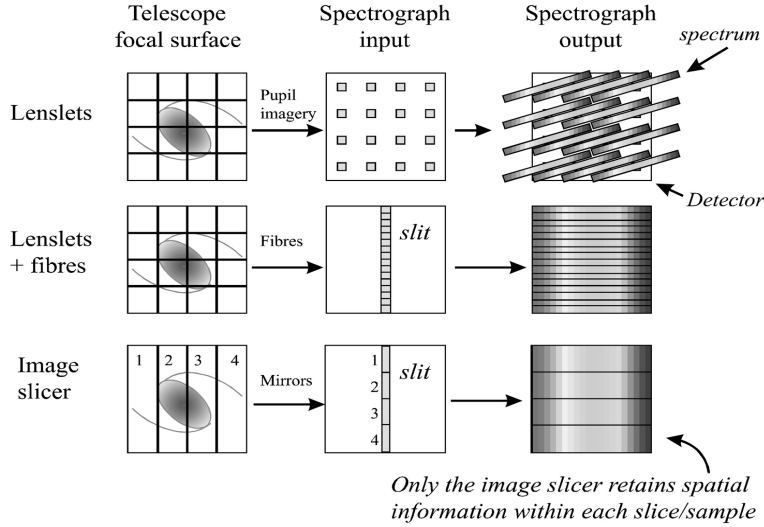 Telescope
focal surface
Spectrograph
input
Spectrograph
output
spectrum
Lenslets
Pupil
imagery
Detector
Lenslets
+ fibres
Fibres
slit
Image
slicer
1 2 3 4
Mirrors
1
2
3
4
slit
Only the image slicer retains spatial
information within each slice/sample